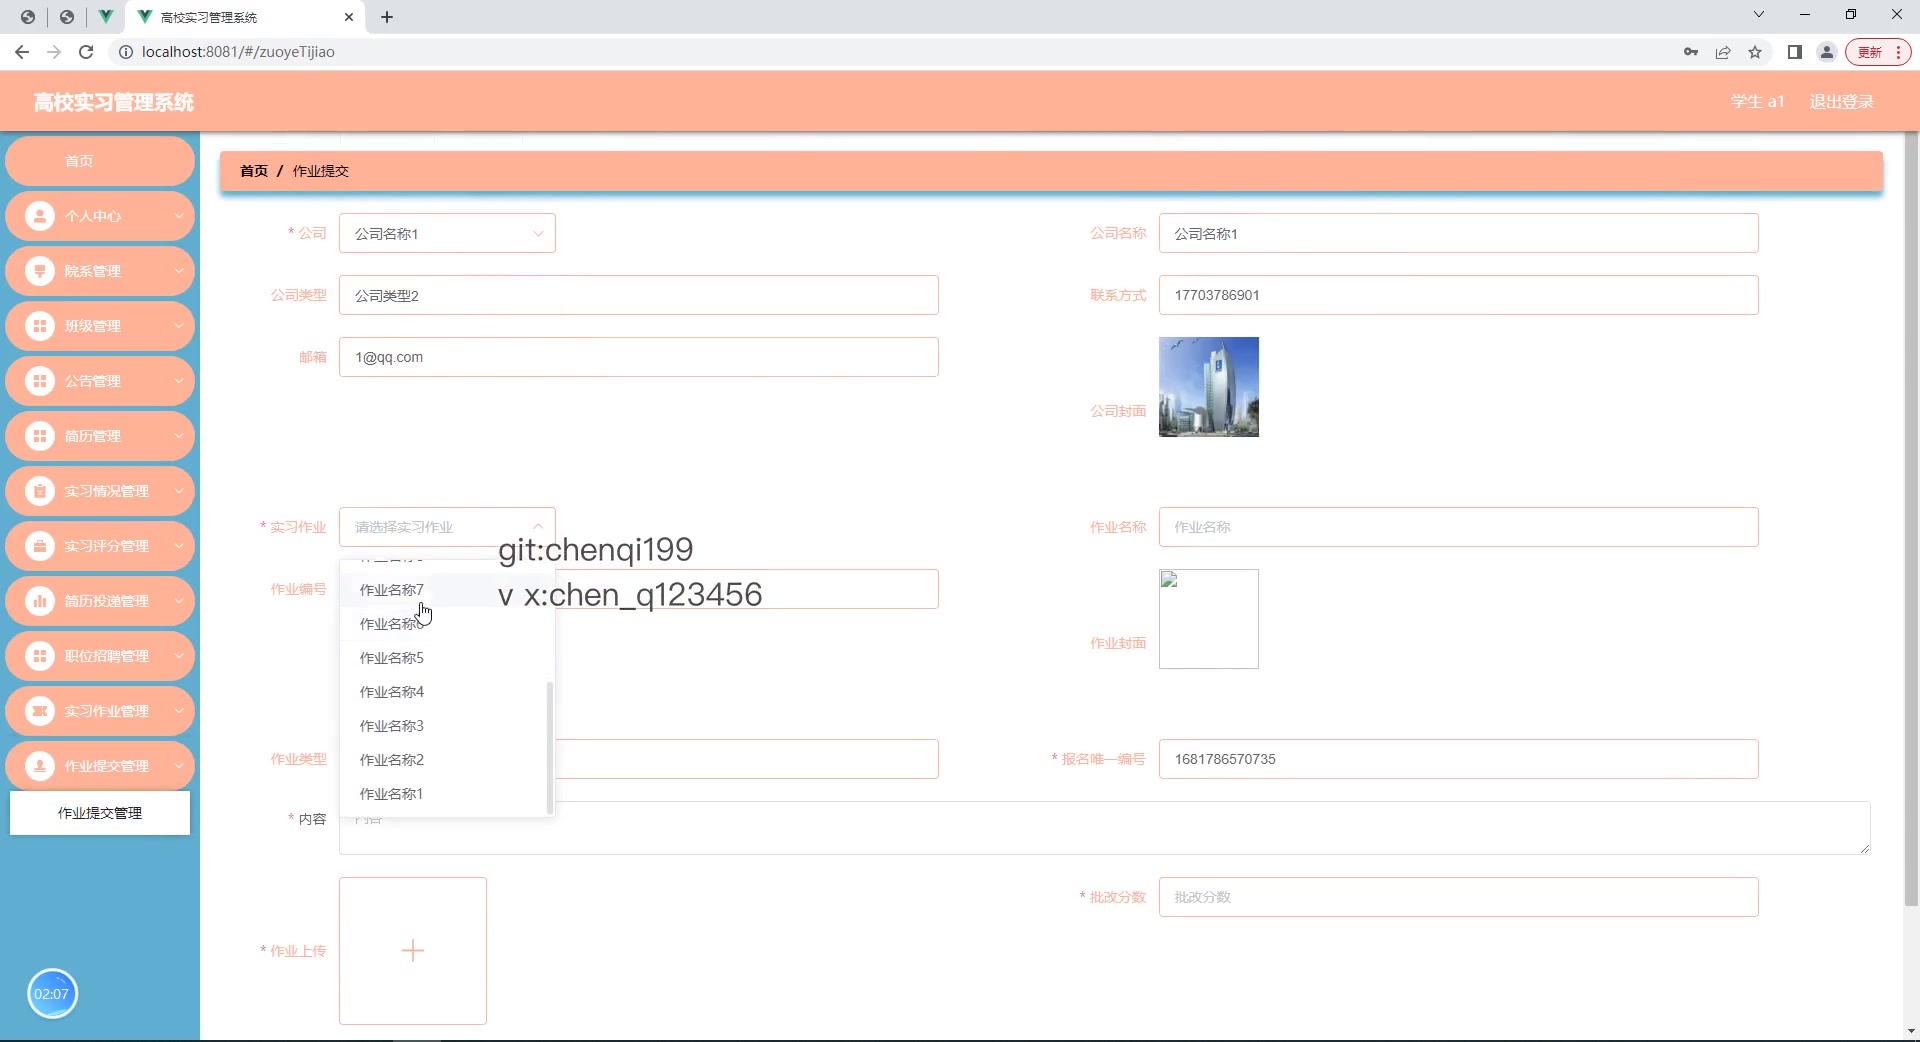 高校实习管理系统
localhost:8081/#/zuoyeTijiao
更新
高校实习管理系统
学生 a1
退出登录
首页
个人中心
院系管理
班级管理
公告管理
简历管理
实习情况管理
实习评分管理
简历投递管理
职位招聘管理
实习作业管理
作业提交管理
作业提交管理
02:07
首页 / 作业提交
* 公司
公司名称1
公司名称
公司名称1
公司类型
公司类型2
联系方式
17703786901
邮箱
1@qq.com
公司封面
* 实习作业
请选择实习作业
作业名称
作业名称
git:chenqi199
v x:chen_q123456
作业编号
作业名称7
作业名称6
作业名称5
作业名称4
作业名称3
作业名称2
作业名称1
作业封面
作业类型
* 报名唯一编号
1681786570735
* 内容
内容
* 作业上传
* 批改分数
批改分数